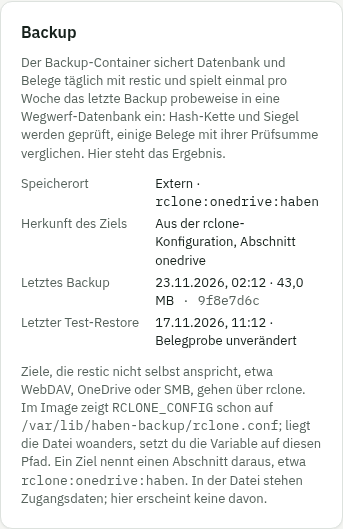 Backup
Der Backup-Container sichert Datenbank und
Belege täglich mit restic und spielt einmal pro
Woche das letzte Backup probeweise in eine
Wegwerf-Datenbank ein: Hash-Kette und Siegel
werden geprüft, einige Belege mit ihrer Prüfsumme
verglichen. Hier steht das Ergebnis.
Speicherort Extern ·
rclone:onedrive:haben
Herkunft des Ziels Aus der rclone-
Konfiguration, Abschnitt
onedrive
Letztes Backup 23.11.2026, 02:12 · 43,0
MB · 9f8e7d6c
Letzter Test-Restore 17.11.2026, 11:12 ·
Belegprobe unverändert
Ziele, die restic nicht selbst anspricht, etwa
WebDAV, OneDrive oder SMB, gehen über rclone.
Im Image zeigt RCLONE_CONFIG schon auf
/var/lib/haben-backup/rclone.conf; liegt
die Datei woanders, setzt du die Variable auf diesen
Pfad. Ein Ziel nennt einen Abschnitt daraus, etwa
rclone:onedrive:haben. In der Datei stehen
Zugangsdaten; hier erscheint keine davon.